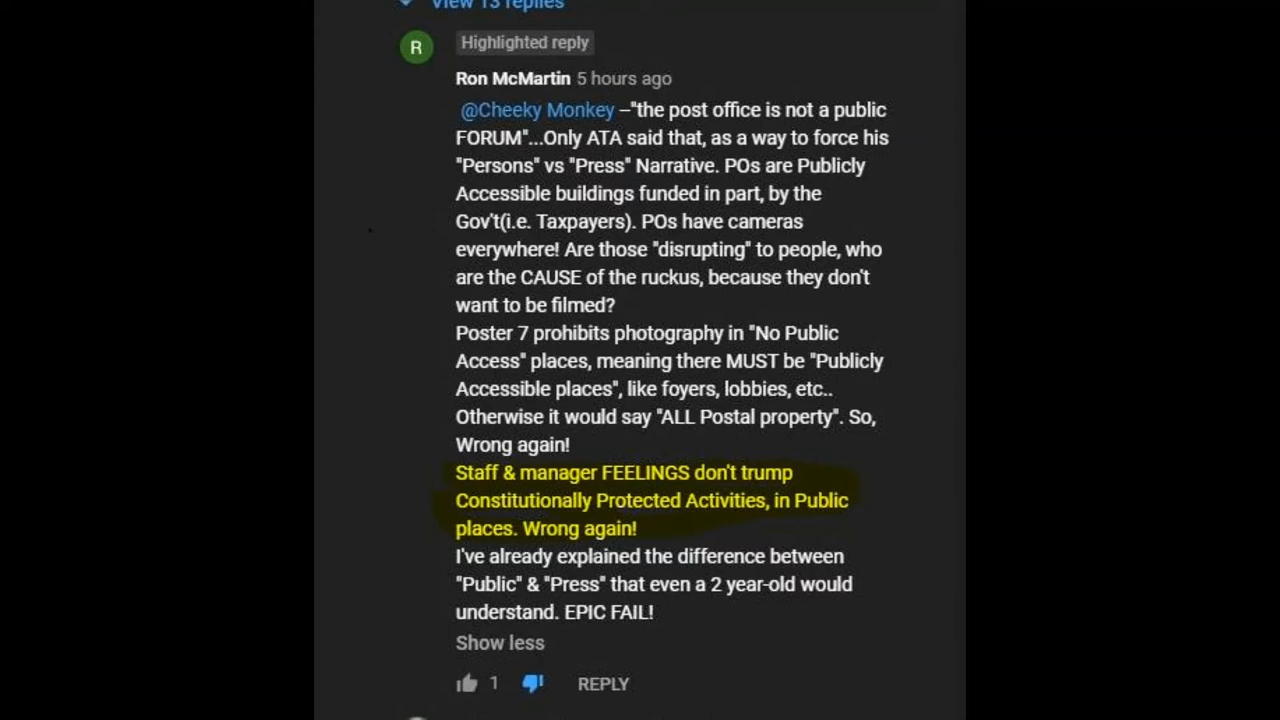 View 13 replies
R
Highlighted reply
Ron McMartin 5 hours ago
@Cheeky Monkey –"the post office is not a public
FORUM"...Only ATA said that, as a way to force his
"Persons" vs "Press" Narrative. POs are Publicly
Accessible buildings funded in part, by the
Gov't(i.e. Taxpayers). POs have cameras
everywhere! Are those "disrupting" to people, who
are the CAUSE of the ruckus, because they don't
want to be filmed?
Poster 7 prohibits photography in "No Public
Access" places, meaning there MUST be "Publicly
Accessible places", like foyers, lobbies, etc..
Otherwise it would say "ALL Postal property". So,
Wrong again!
Staff & manager FEELINGS don't trump
Constitutionally Protected Activities, in Public
places. Wrong again!
I've already explained the difference between
"Public" & "Press" that even a 2 year-old would
understand. EPIC FAIL!
Show less
1 REPLY